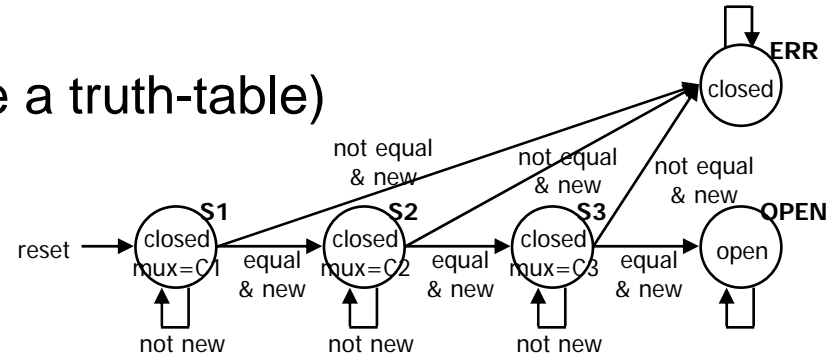 ERR
closed
e a truth-table)
not equal
& new
not equal
& new
not equal
& new
S1
S2
S3
OPEN
reset
closed
mux=C1
equal
& new
closed
mux=C2
equal
& new
closed
mux=C3
equal
& new
open
not new
not new
not new